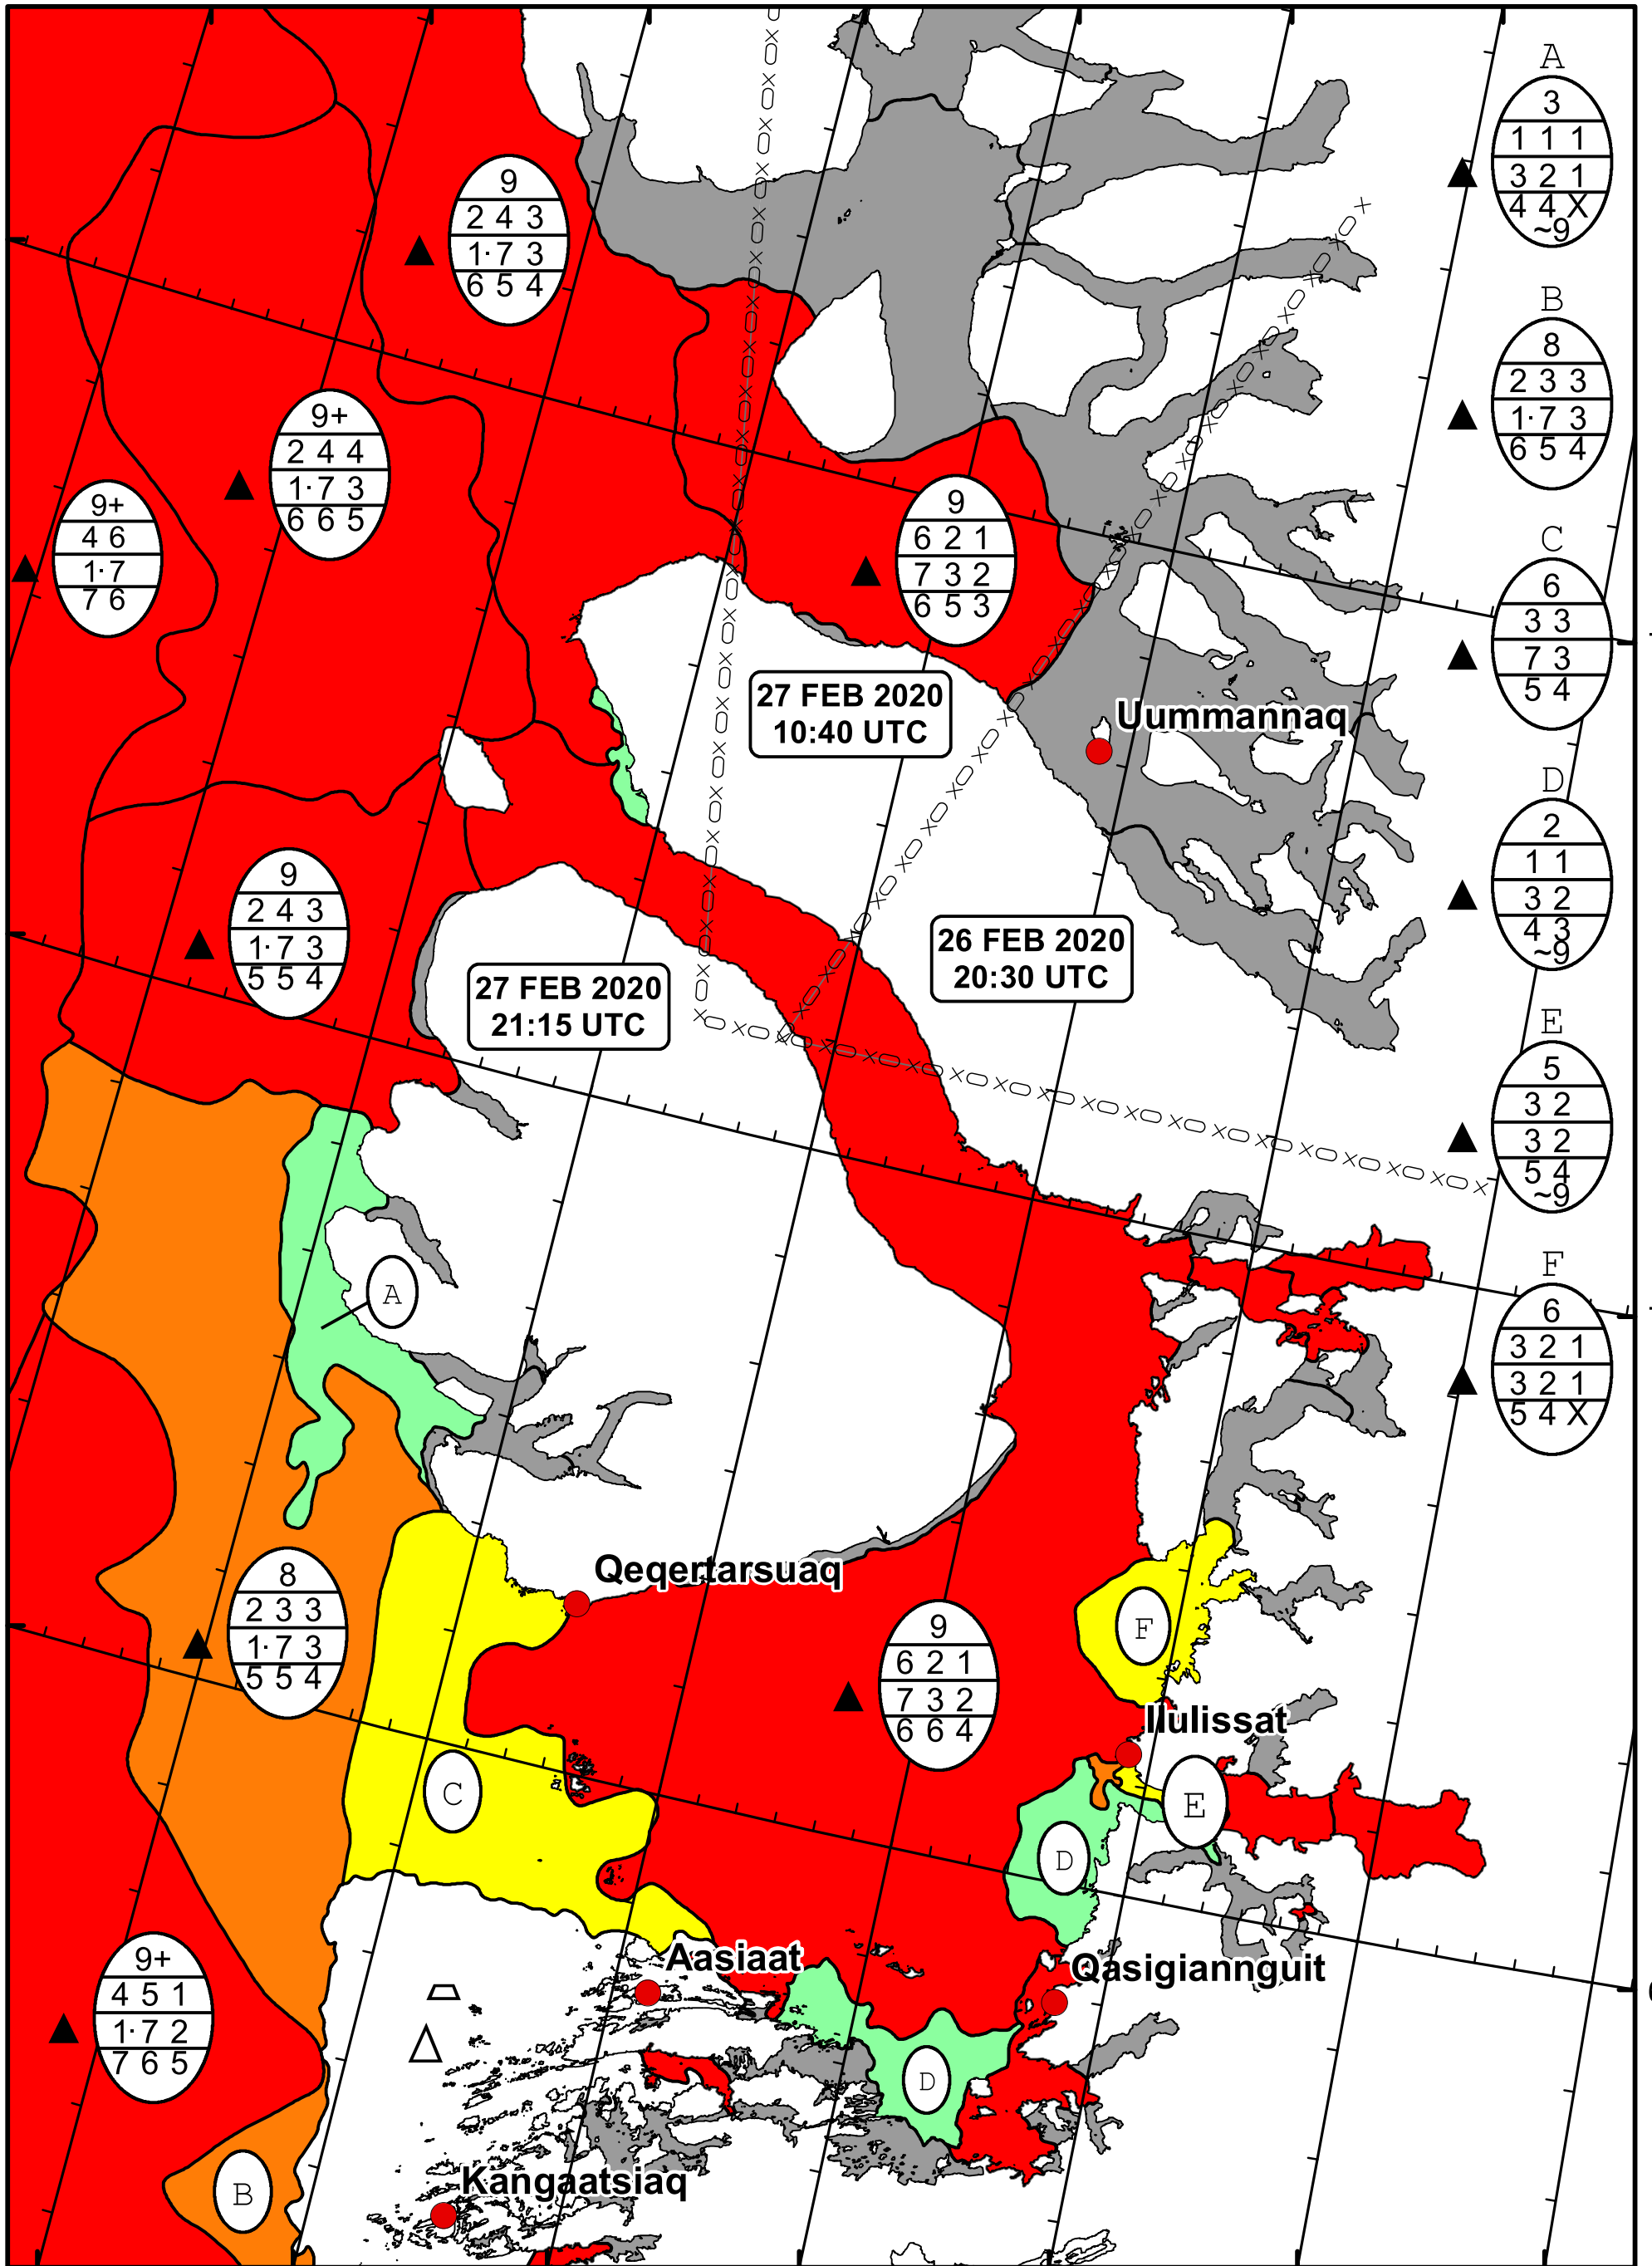 A
3
1 1 1
3 2 1
4 4 X
~9
B
8
2 3 3
1· 7 3
6 5 4
C
6
3 3
7 3
5 4
D
2
1 1
3 2
4 3
~9
E
5
3 2
3 2
5 4
~9
F
6
3 2 1
3 2 1
5 4 X
9
2 4 3
1· 7 3
6 5 4
9+
2 4 4
1· 7 3
6 6 5
9+
4 6
1· 7
7 6
9
6 2 1
7 3 2
6 5 3
27 FEB 2020
10:40 UTC
Uummannaq
9
2 4 3
1· 7 3
5 5 4
26 FEB 2020
20:30 UTC
27 FEB 2020
21:15 UTC
A
Qeqertarsuaq
8
2 3 3
1· 7 3
5 5 4
9
6 2 1
7 3 2
6 6 4
F
Ilulissat
C
E
D
Aasiaat
Qasigiannguit
9+
4 5 1
1· 7 2
7 6 5
D
Kangaatsiaq
B